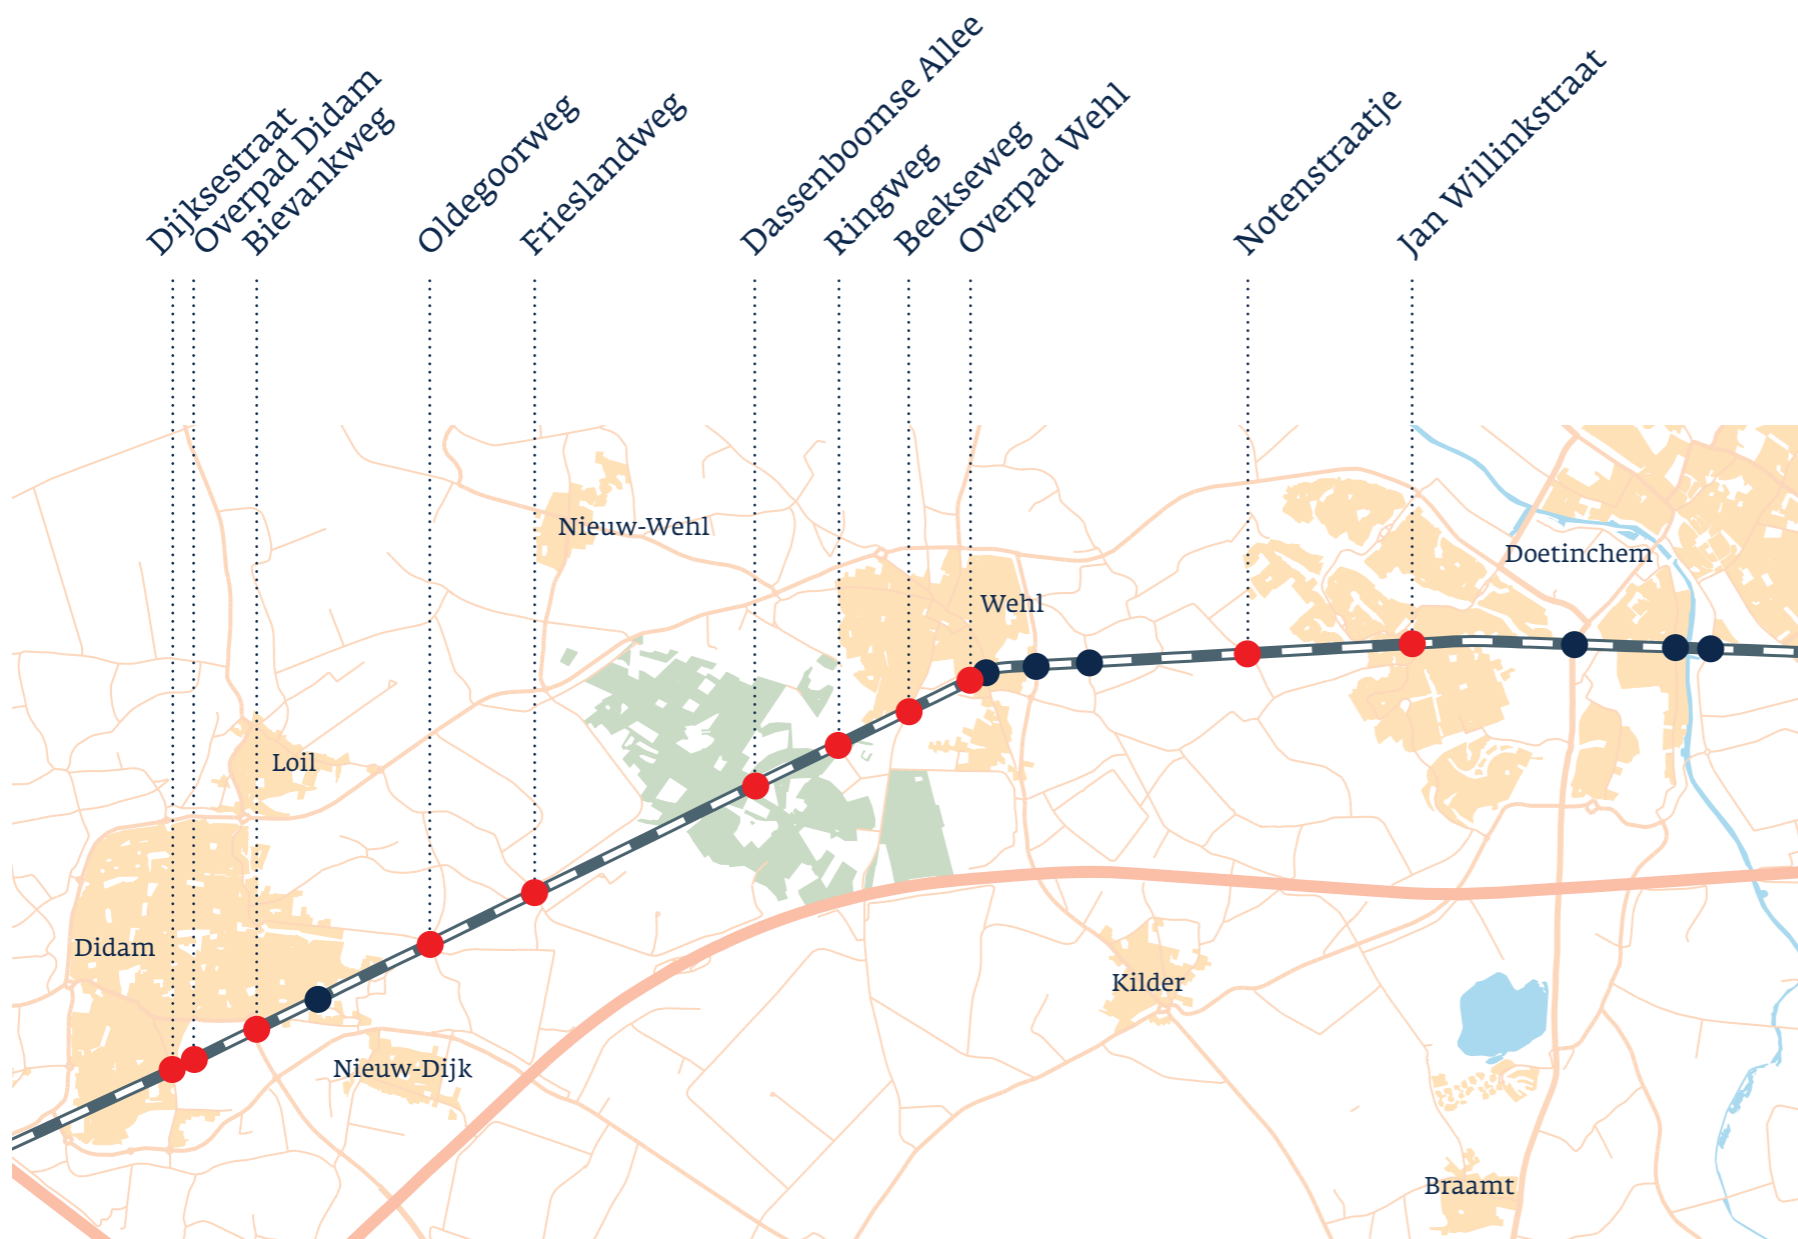 Dijksestraat
Overpad Didam
Bievankweg
Oldegoorweg
Frieslandweg
Dassenboomse Allee
Ringweg
Beekseweg
Overpad Wehl
Notenstraatje
Jan Willinkstraat
Nieuw-Wehl
Doetinchem
Wehl
Loil
Didam
Kilder
Nieuw-Dijk
Braamt